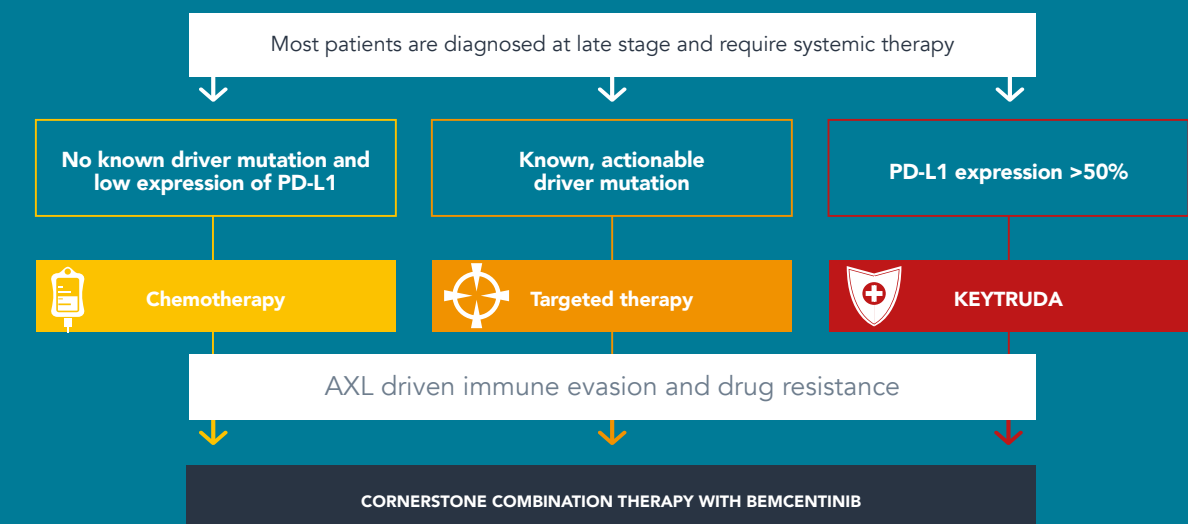 Most patients are diagnosed at late stage and require systemic therapy
No known driver mutation and
low expression of PD-L1
Known, actionable
driver mutation
PD-L1 expression >50%
Chemotherapy
Targeted therapy
KEYTRUDA
AXL driven immune evasion and drug resistance
CORNERSTONE COMBINATION THERAPY WITH BEMCENTINIB